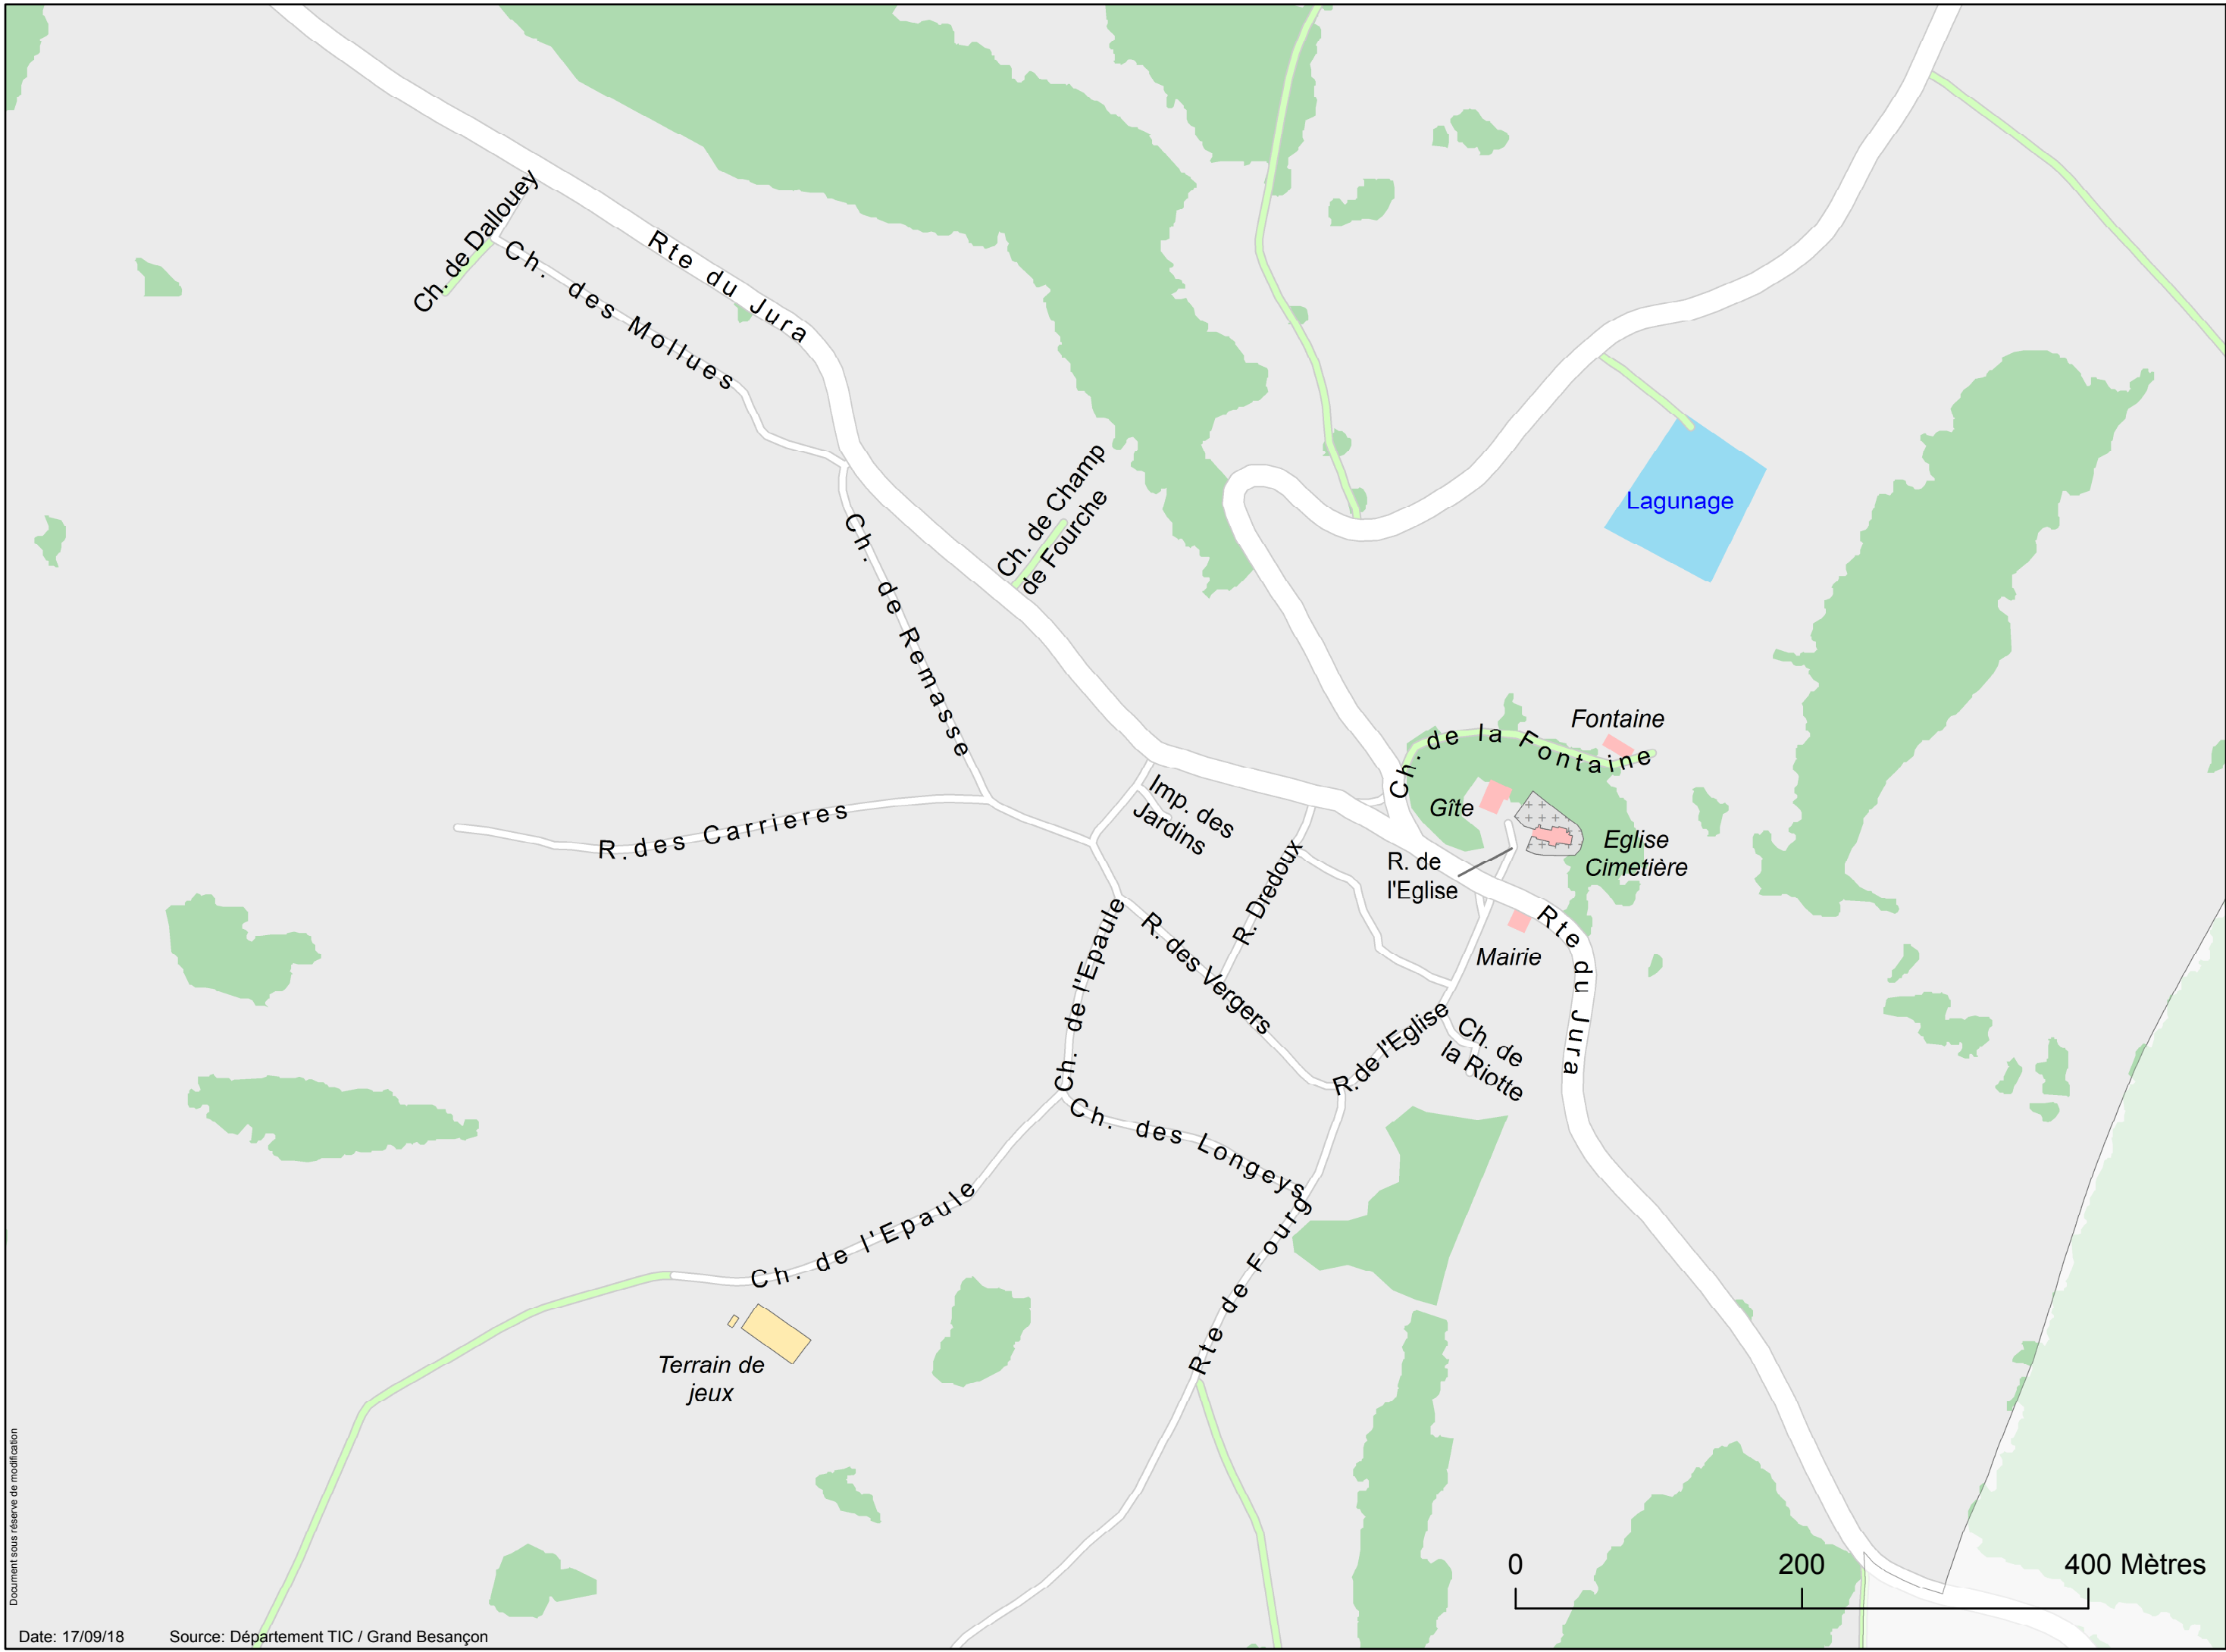 Ch. de Dallouey
Ch. des Mollues
Rte du Jura
Ch. de Champ
de Fourche
Lagunage
Ch. de Remasse
Fontaine
Ch. de la Fontaine
Imp. des
Jardins
Gîte
R. des Carrieres
Eglise
Cimetière
R. de
l'Eglise
R. Dredoux
Ch. de l'Epaule
R. des Vergers
Mairie
Rte du Jura
R.de l'Eglise
Ch. de
la Riotte
Ch. des Longeys
Ch. de l'Epaule
Rte de Fourg
Terrain de
jeux
Document sous réserve de modification
0 200 400 Mètres
Date: 17/09/18 Source: Département TIC / Grand Besançon